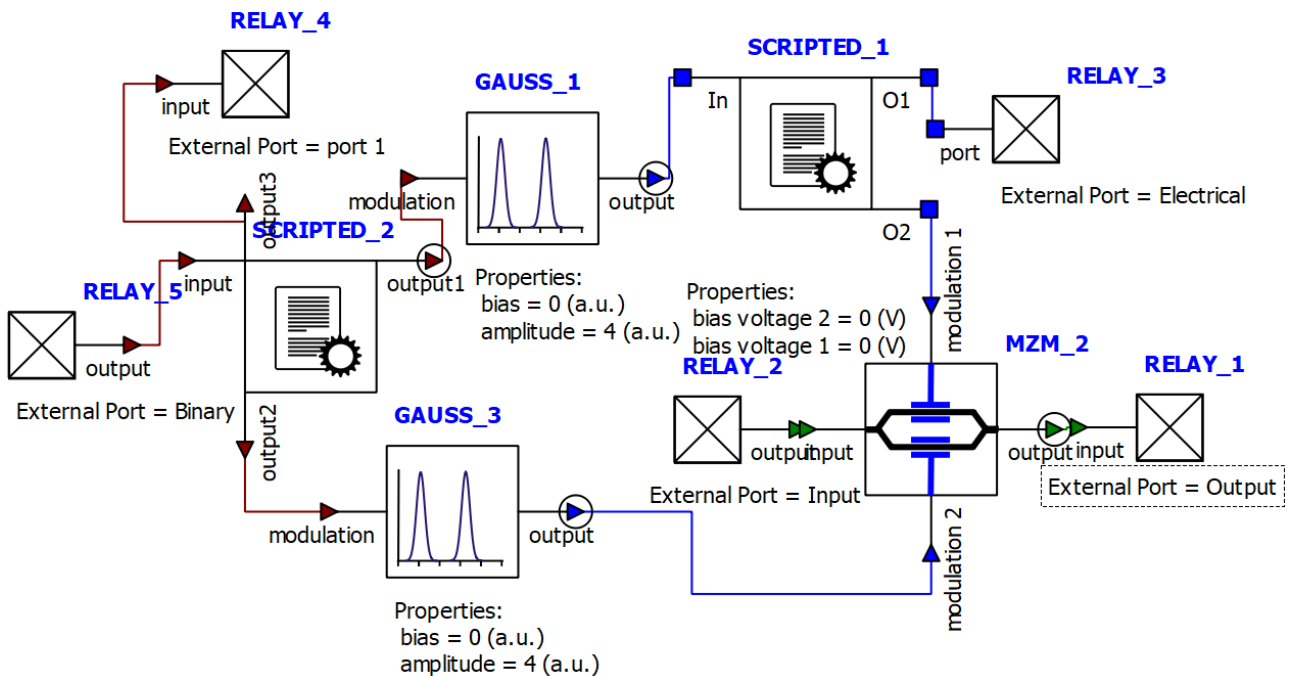 RELAY_4
input
External Port = port 1
GAUSS_1
modulation
output
Properties:
bias = 0 (a.u.)
amplitude = 4 (a.u.)
SCRIPTED_1
In
O1
O2
RELAY_3
port
External Port = Electrical
output3
SCRIPTED_2
input
output1
output2
RELAY_5
output
External Port = Binary
GAUSS_3
modulation
output
Properties:
bias = 0 (a.u.)
amplitude = 4 (a.u.)
Properties:
bias voltage 2 = 0 (V)
bias voltage 1 = 0 (V)
modulation 1
MZM_2
RELAY_2
output
input
External Port = Input
output
modulation 2
RELAY_1
input
External Port = Output